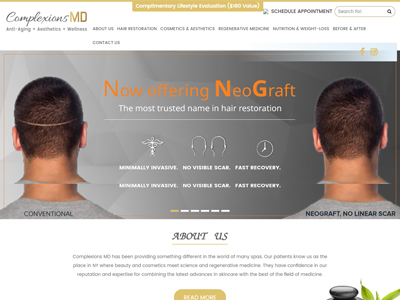 Complimentary Lifestyle Evaluation (£480 Value)
Complexions MD
Anti-Aging • Aesthetics • Wellness
SCHEDULE APPOINTMENT
Search for:
ABOUT US HAIR RESTORATION COSMETICS & AESTHETICS REGENERATIVE MEDICINE NUTRITION & WEIGHT-LOSS BEFORE & AFTER
CONTACT US
Now offering NeoGraft
The most trusted name in hair restoration
MINIMALLY INVASIVE. NO VISIBLE SCAR. FAST RECOVERY.
MINIMALLY INVASIVE. NO VISIBLE SCAR. FAST RECOVERY.
CONVENTIONAL
NEOGRAFT, NO LINEAR SCAR
ABOUT US
Complexions MD has been providing something different in the world of many spas. Our patients know us as the
place in NY where beauty and cosmetics meet science and regenerative medicine. They have confidence in our
reputation and expertise for combining the latest advances in skincare with the best of the field of medicine.
READ MORE